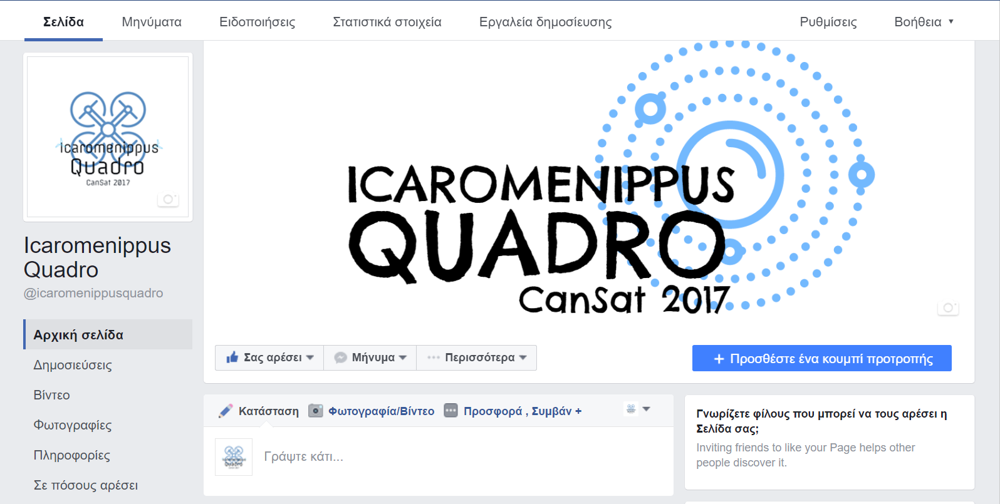 Σελίδα Μηνύματα Ειδοποιήσεις Στατιστικά στοιχεία Εργαλεία δημοσίευσης Ρυθμίσεις Βοήθεια
Icaromenippus
Quadro
CanSat 2017
ICAROMENIPPUS
QUADRO
CanSat 2017
Icaromenippus
Quadro
@icaromenippusquadro
Αρχική σελίδα
Δημοσιεύσεις
Βίντεο
Φωτογραφίες
Πληροφορίες
Σε πόσους αρέσει
Σας αρέσει Μήνυμα Περισσότερα
+ Προσθέστε ένα κουμπί προτροπής
Κατάσταση Φωτογραφία/Βίντεο Προσφορά , Συμβάν +
Γράψτε κάτι...
Γνωρίζετε φίλους που μπορεί να τους αρέσει η
Σελίδα σας;
Inviting friends to like your Page helps other
people discover it.